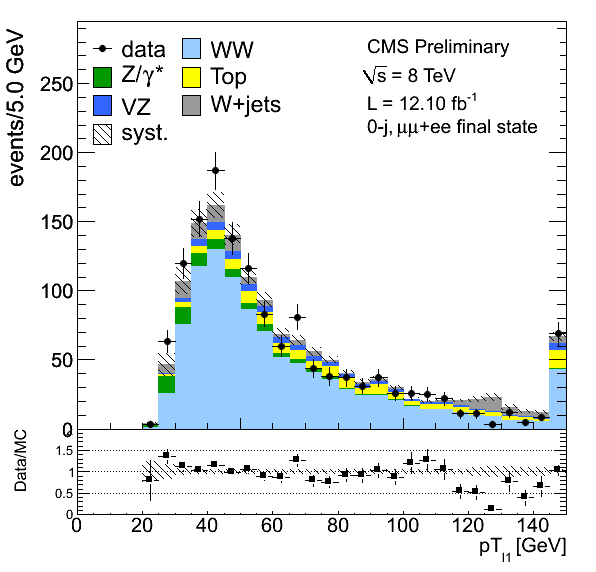 events/5.0 GeV
data
Z/γ*
VZ
syst.
WW
Top
W+jets
CMS Preliminary
√s = 8 TeV
L = 12.10 fb⁻¹
0-j, μμ+ee final state
250
200
150
100
50
0
Data/MC
2
1.5
1
0.5
0
0 20 40 60 80 100 120 140
pT_l1 [GeV]